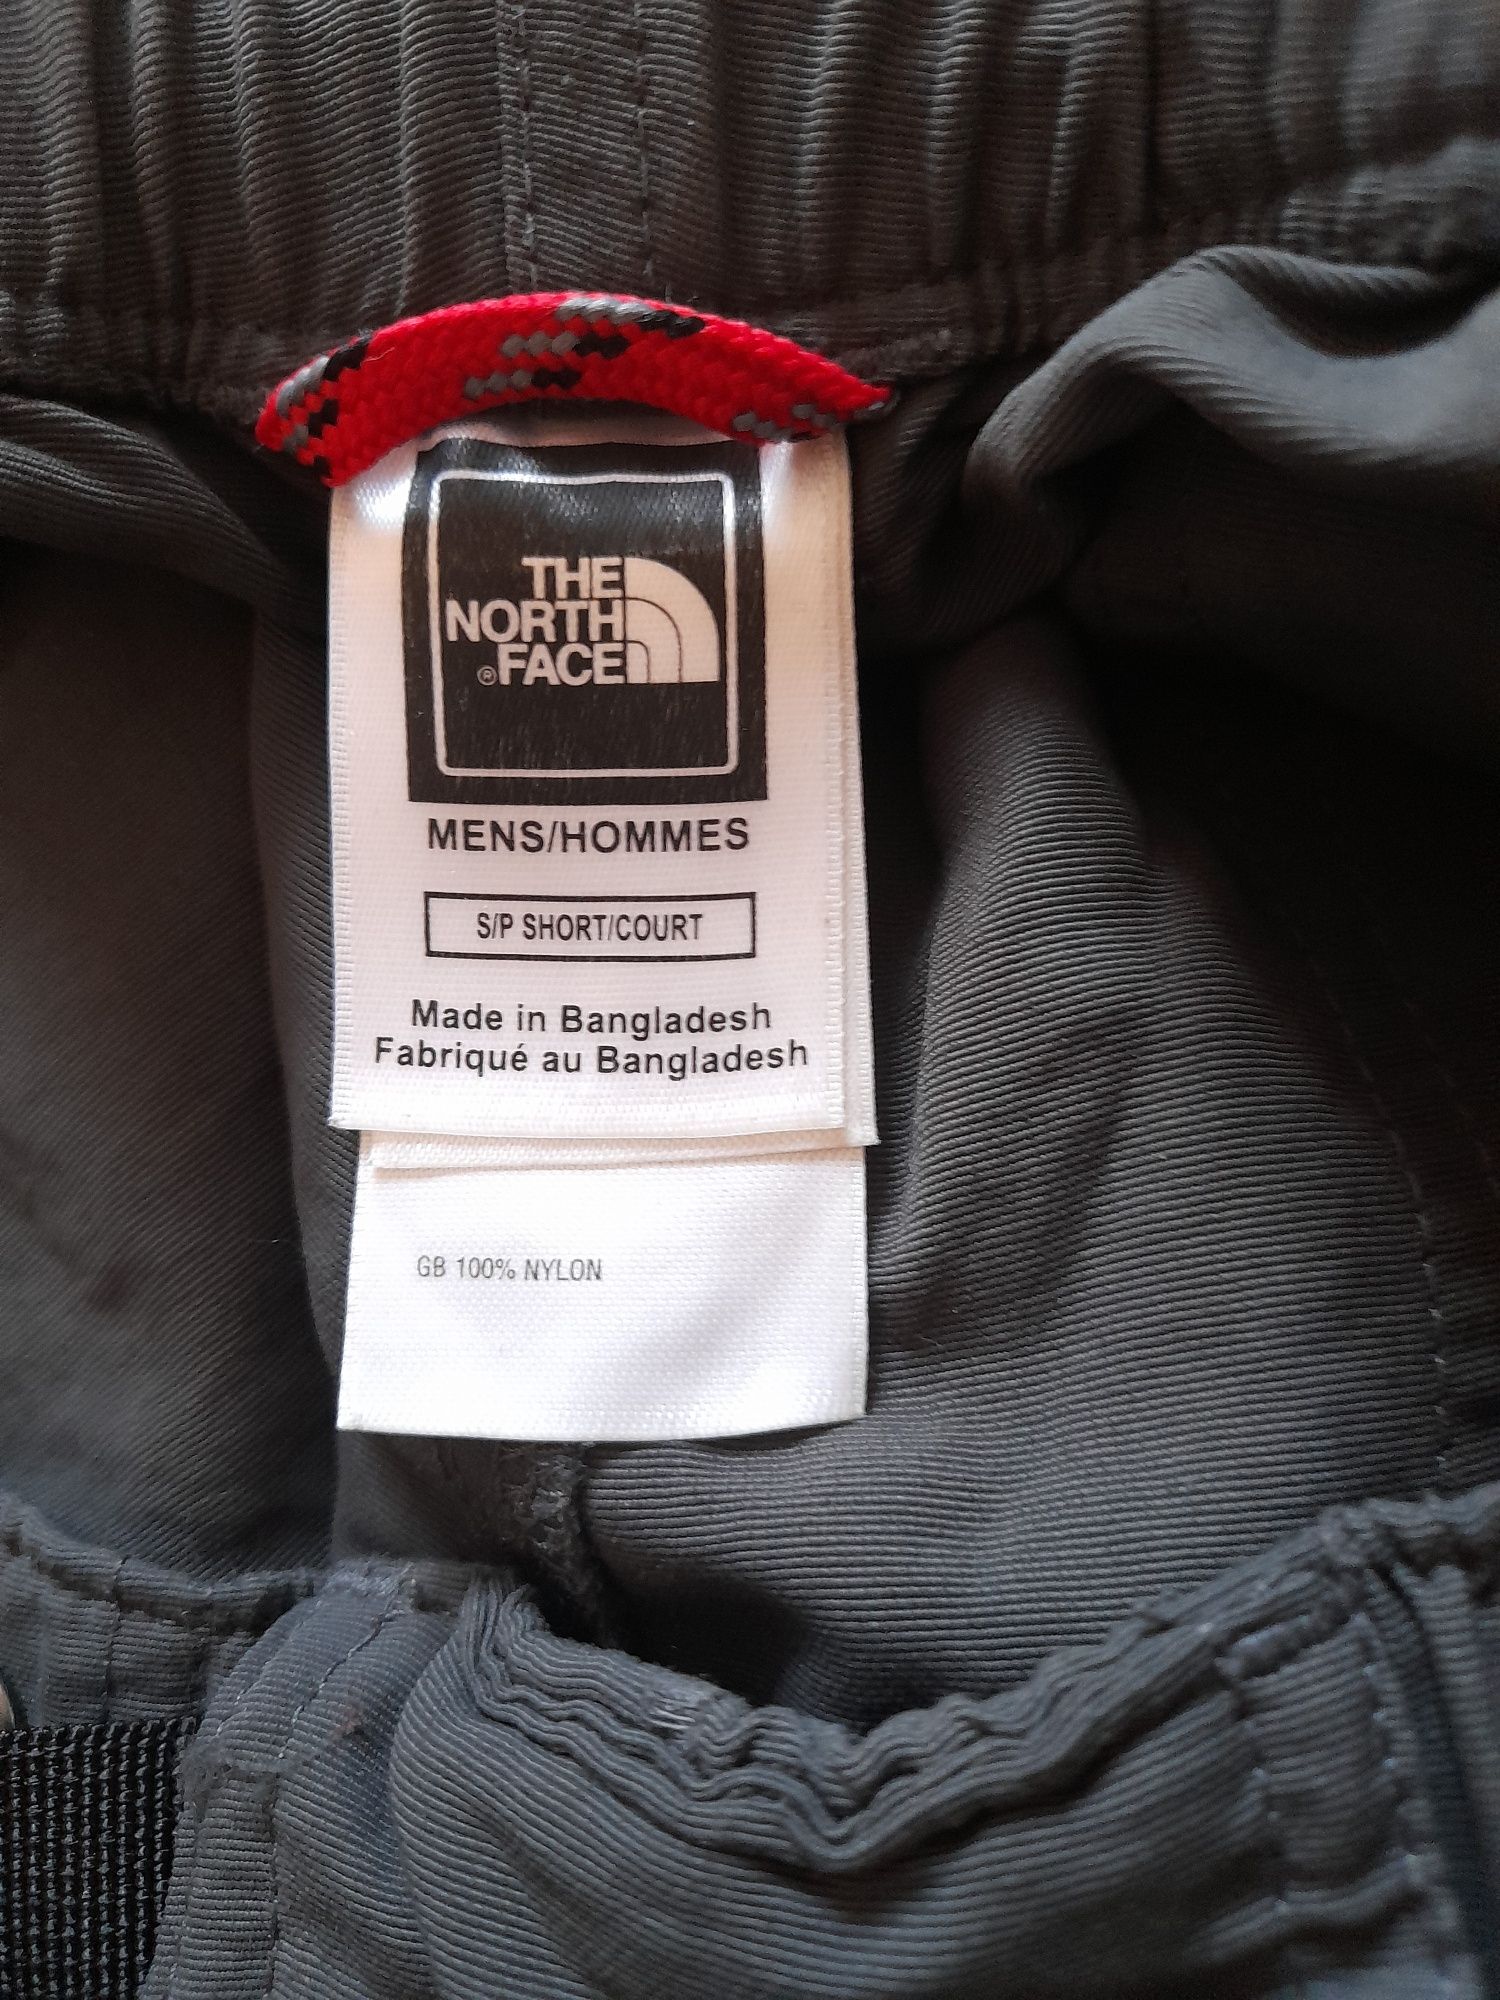 THE
NORTH
®FACE
MENS/HOMMES
S/P SHORT/COURT
Made in Bangladesh
Fabriqué au Bangladesh
GB 100% NYLON